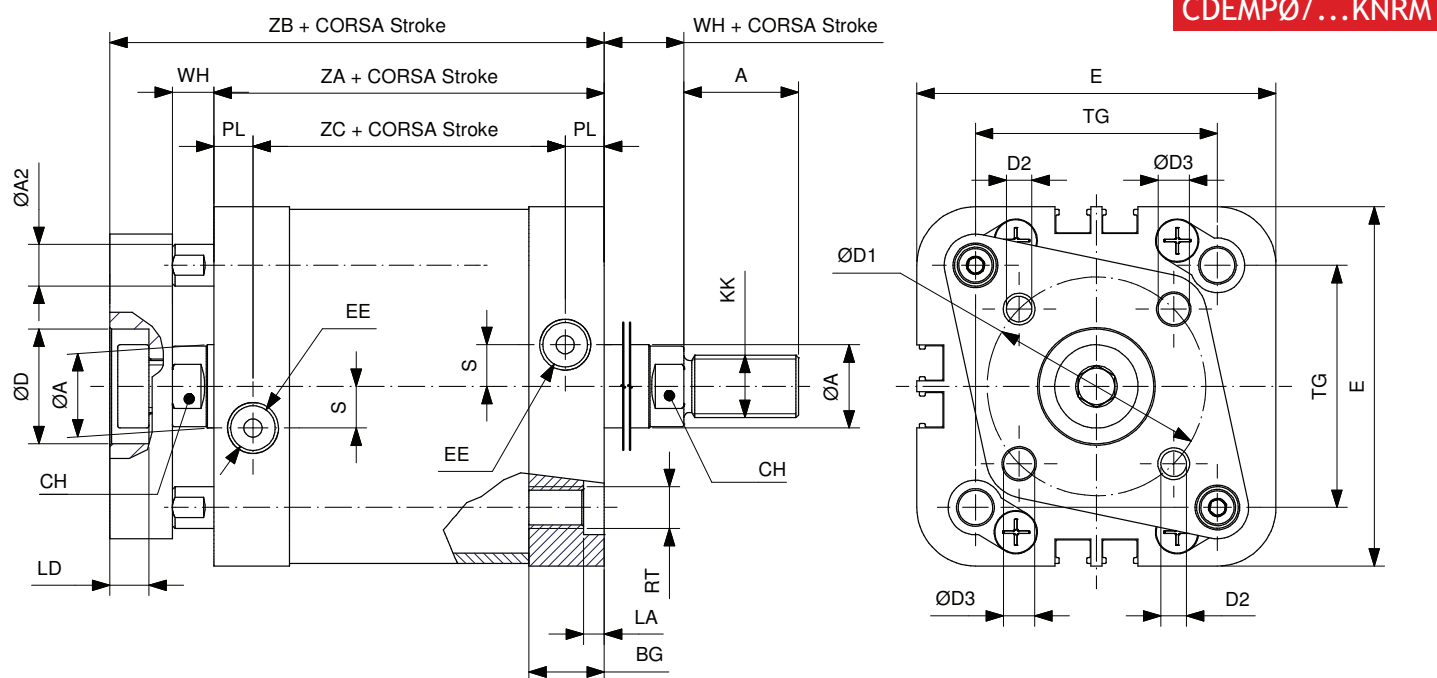 CDEMPØ/...KNRM
ZB + CORSA Stroke
WH + CORSA Stroke
WH
ZA + CORSA Stroke
A
E
PL
ZC + CORSA Stroke
PL
TG
D2
ØD3
ØA2
ØD1
KK
EE
S
ØD
ØA
S
ØA
TG
E
EE
CH
CH
LD
RT
ØD3
D2
LA
BG